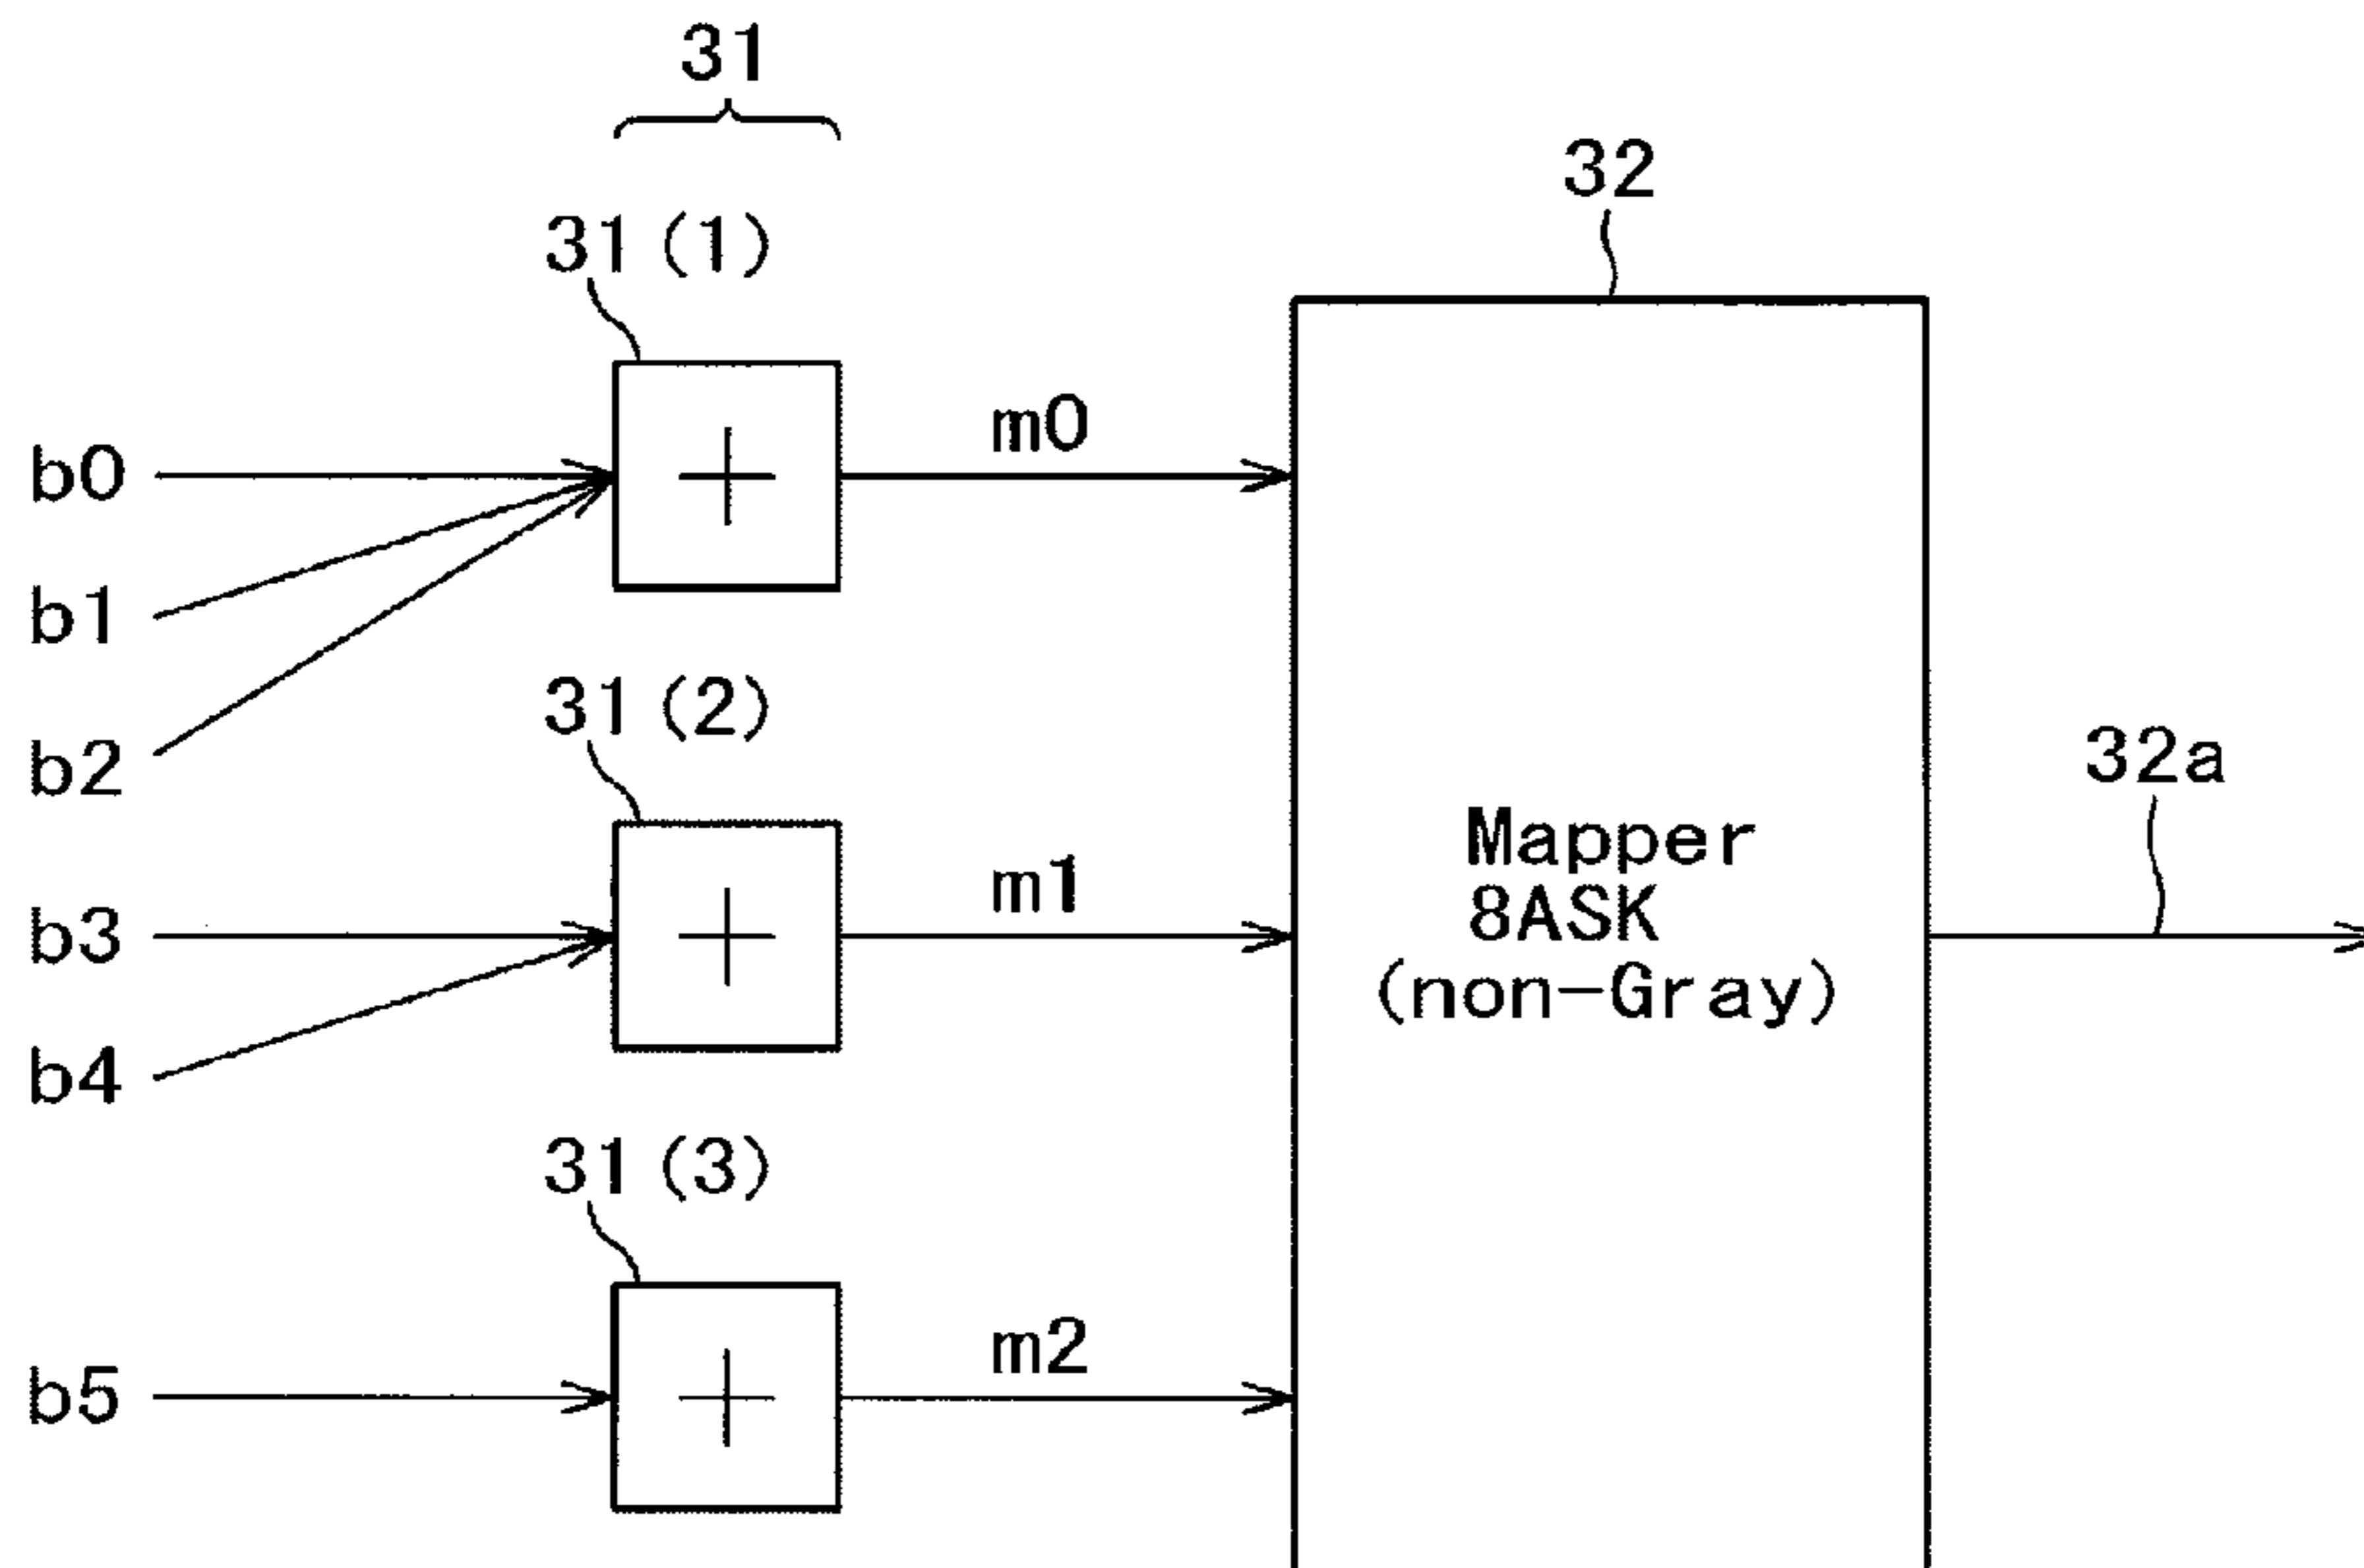 31
32
31(1)
m0
b0
b1
31(2)
b2
32a
Mapper
8ASK
(non-Gray)
m1
b3
b4
31(3)
m2
b5